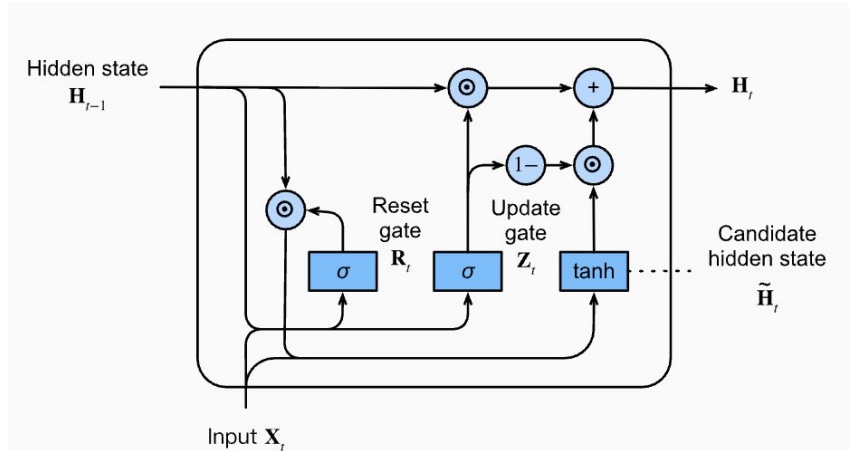 Hidden state
H_{t−1}
⊙
+
H_t
1−
⊙
⊙
Reset
gate
R_t
Update
gate
Z_t
σ
σ
tanh
Candidate
hidden state
H̃_t
Input X_t